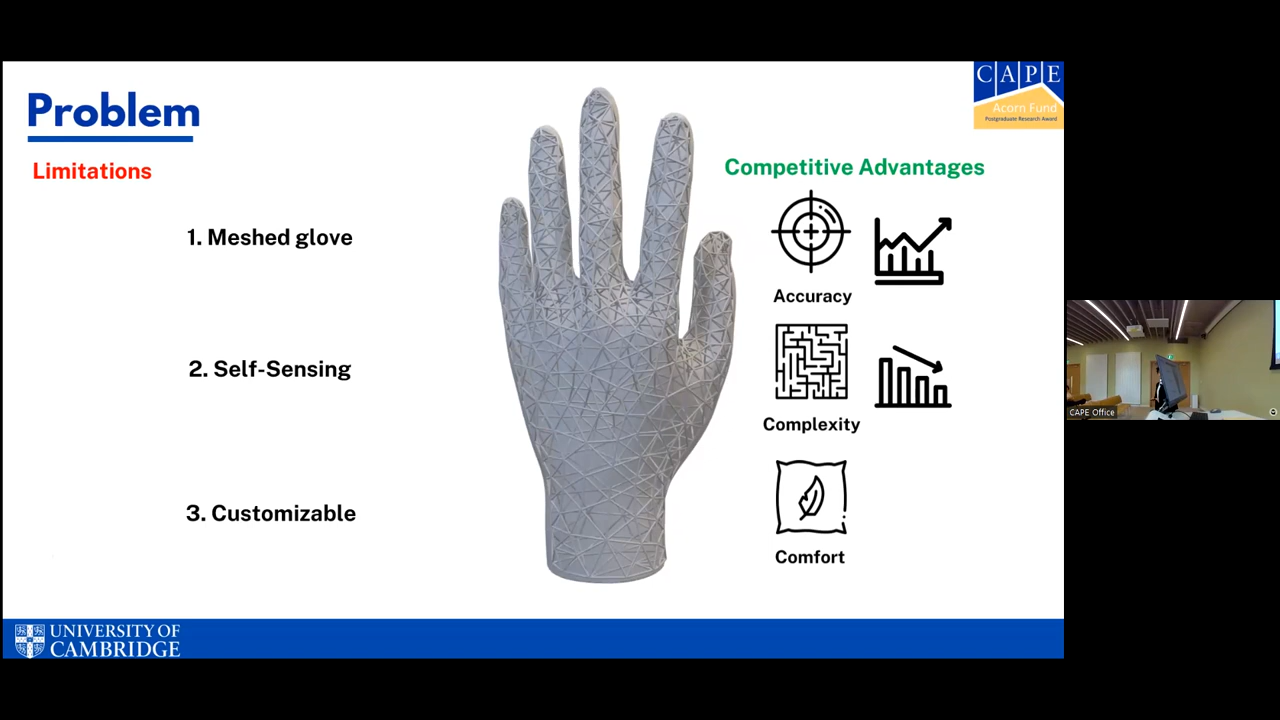 Problem
Limitations
1. Meshed glove
2. Self-Sensing
3. Customizable
CAPE
Acorn Fund
Postgraduate Research Award
Competitive Advantages
Accuracy
Complexity
Comfort
UNIVERSITY OF
CAMBRIDGE
CAPE Office